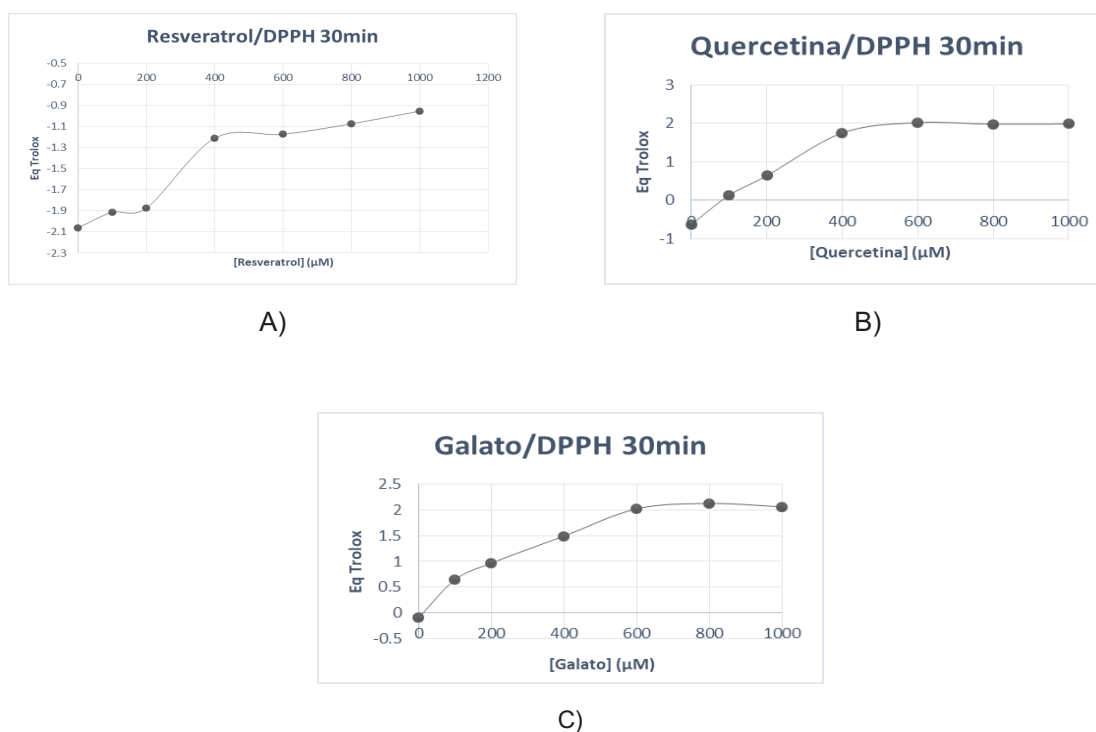 Resveratrol/DPPH 30min
-0.5
0 200 400 600 800 1000 1200
-0.7
-0.9
-1.1
-1.3
-1.5
-1.7
-1.9
-2.1
-2.3
Eq Trolox
[Resveratrol] (µM)
A)
Quercetina/DPPH 30min
3
2
1
0
-1
0 200 400 600 800 1000
Eq Trolox
[Quercetina] (µM)
B)
Galato/DPPH 30min
2.5
2
1.5
1
0.5
0
-0.5
0 200 400 600 800 1000
Eq Trolox
[Galato] (µM)
C)